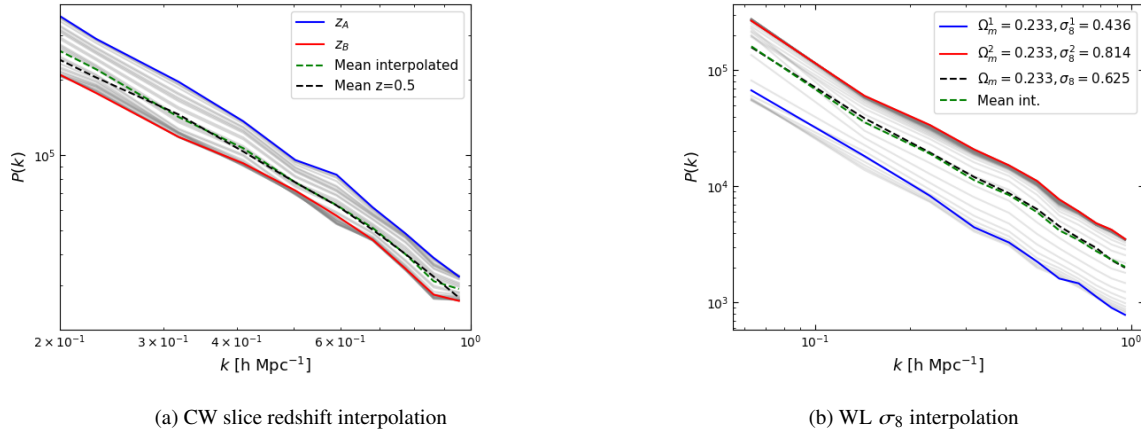 z_A
z_B
Mean interpolated
Mean z=0.5
P(k)
10^5
2 × 10^−1
3 × 10^−1
4 × 10^−1
6 × 10^−1
10^0
k [h Mpc^−1]
(a) CW slice redshift interpolation
Ω_m^1 = 0.233, σ_8^1 = 0.436
Ω_m^2 = 0.233, σ_8^2 = 0.814
Ω_m = 0.233, σ_8 = 0.625
Mean int.
P(k)
10^5
10^4
10^3
10^−1
10^0
k [h Mpc^−1]
(b) WL σ_8 interpolation